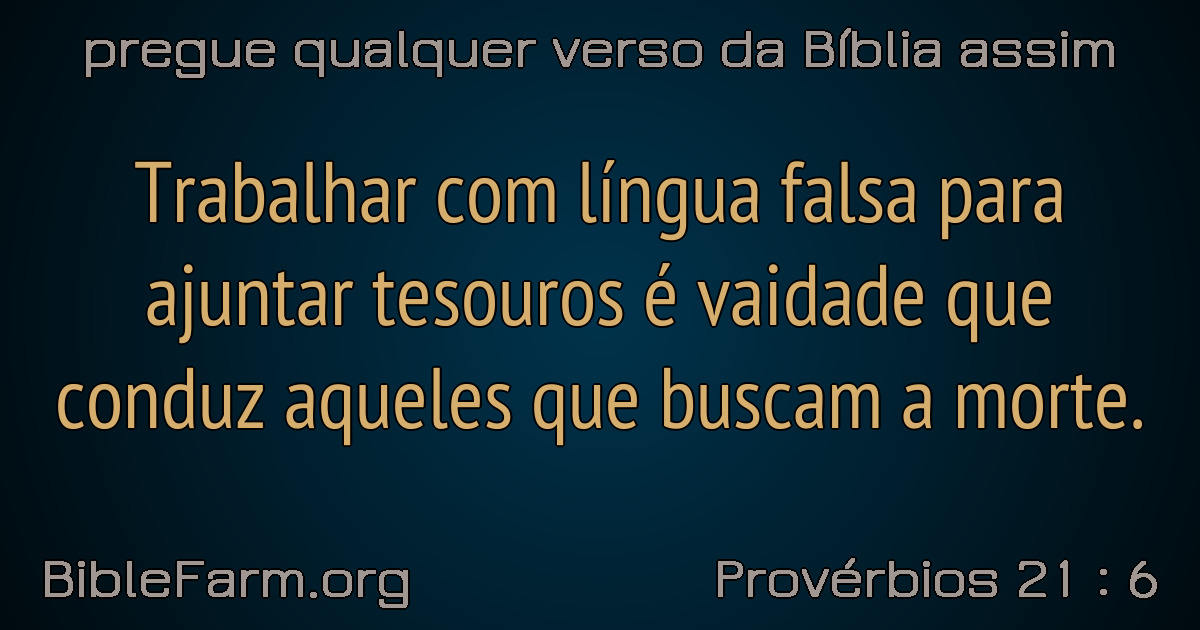 pregue qualquer verso da Bíblia assim
Trabalhar com língua falsa para
ajuntar tesouros é vaidade que
conduz aqueles que buscam a morte.
BibleFarm.org
Provérbios 21 : 6